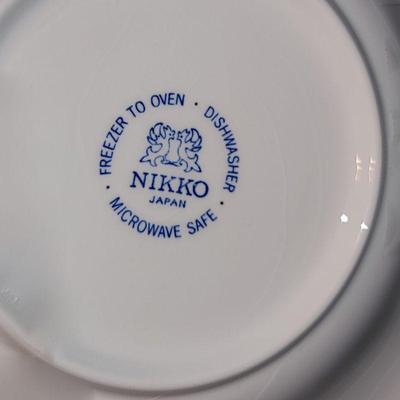 FREEZER TO OVEN · DISHWASHER ·
NIKKO
JAPAN
· MICROWAVE SAFE ·